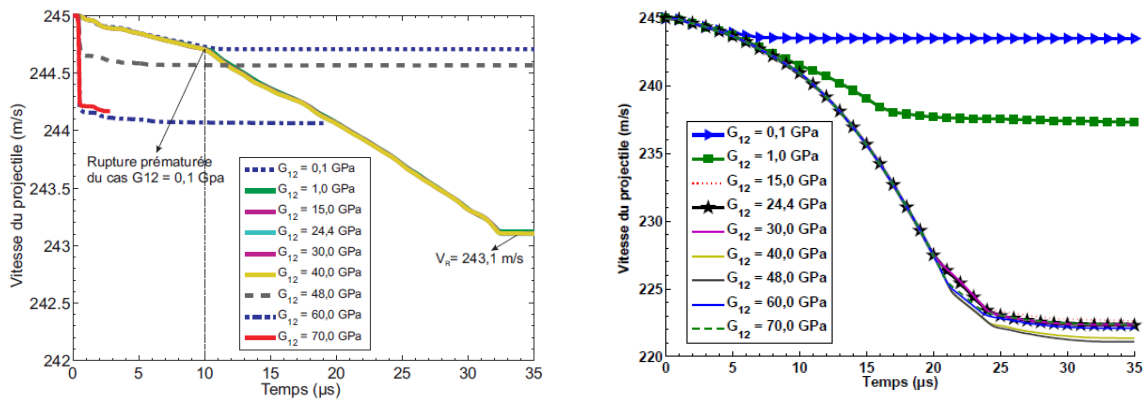 Vitesse du projectile (m/s)
245
244.5
244
243.5
243
242.5
242
0
5
10
15
20
25
30
35
Temps (µs)
Rupture prématurée
du cas G12 = 0,1 Gpa
G12 = 0,1 GPa
G12 = 1,0 GPa
G12 = 15,0 GPa
G12 = 24,4 GPa
G12 = 30,0 GPa
G12 = 40,0 GPa
G12 = 48,0 GPa
G12 = 60,0 GPa
G12 = 70,0 GPa
VR= 243,1 m/s
Vitesse du projectile (m/s)
245
240
235
230
225
220
0
5
10
15
20
25
30
35
Temps (µs)
G12 = 0,1 GPa
G12 = 1,0 GPa
G12 = 15,0 GPa
G12 = 24,4 GPa
G12 = 30,0 GPa
G12 = 40,0 GPa
G12 = 48,0 GPa
G12 = 60,0 GPa
G12 = 70,0 GPa